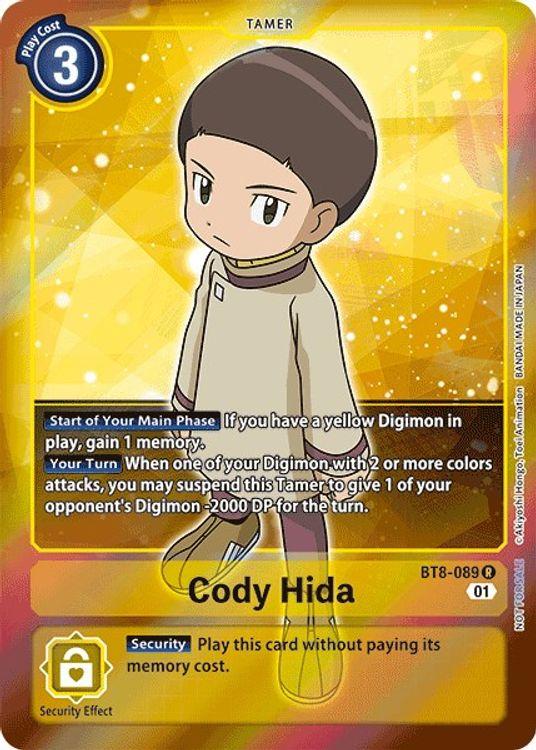 TAMER
Play Cost
3
Start of Your Main Phase If you have a yellow Digimon in
play, gain 1 memory.
Your Turn When one of your Digimon with 2 or more colors
attacks, you may suspend this Tamer to give 1 of your
opponent's Digimon -2000 DP for the turn.
©Akiyoshi Hongo, Toei Animation BANDAI MADE IN JAPAN
NOT FOR SALE
BT8-089 R
01
Cody Hida
Security Play this card without paying its
memory cost.
Security Effect